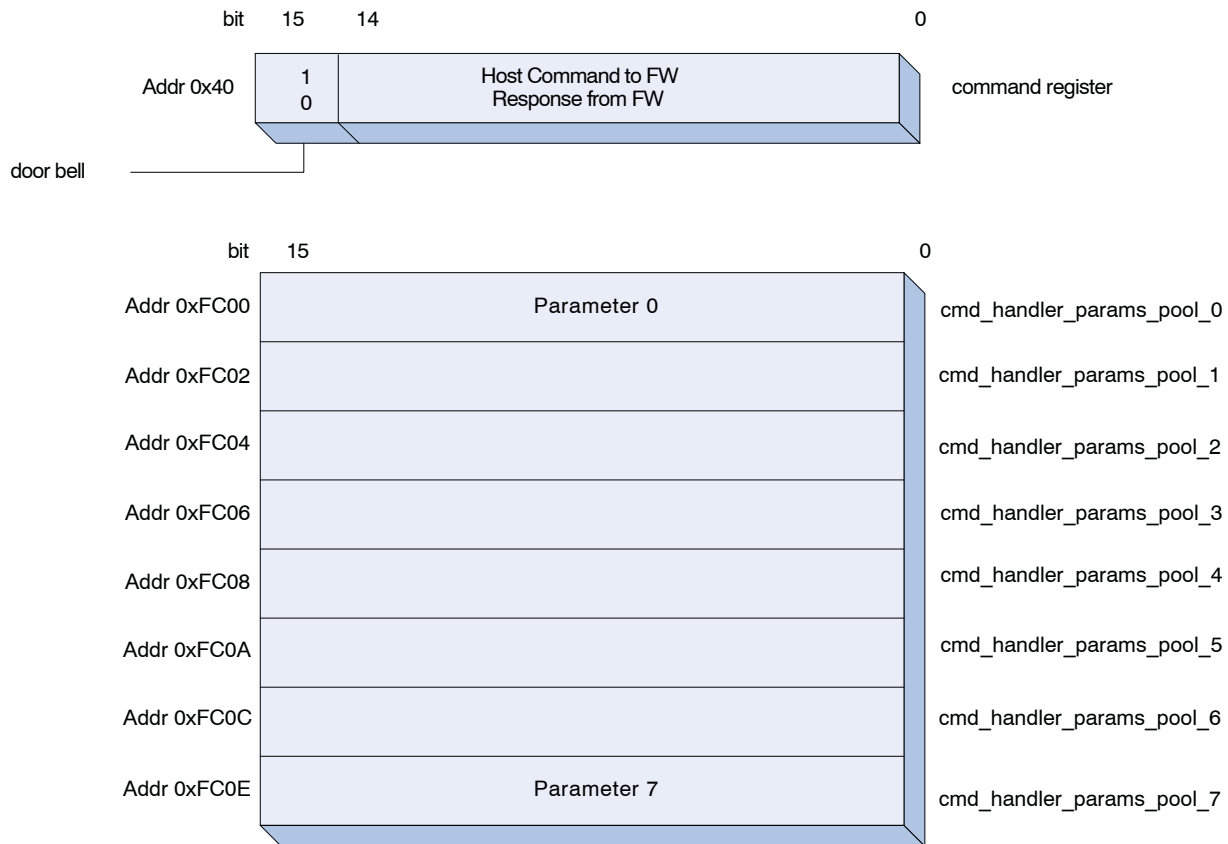 bit 15 14 0
Addr 0x40 1 Host Command to FW command register
0 Response from FW
door bell
bit 15 0
Addr 0xFC00 Parameter 0 cmd_handler_params_pool_0
Addr 0xFC02 cmd_handler_params_pool_1
Addr 0xFC04 cmd_handler_params_pool_2
Addr 0xFC06 cmd_handler_params_pool_3
Addr 0xFC08 cmd_handler_params_pool_4
Addr 0xFC0A cmd_handler_params_pool_5
Addr 0xFC0C cmd_handler_params_pool_6
Addr 0xFC0E Parameter 7 cmd_handler_params_pool_7